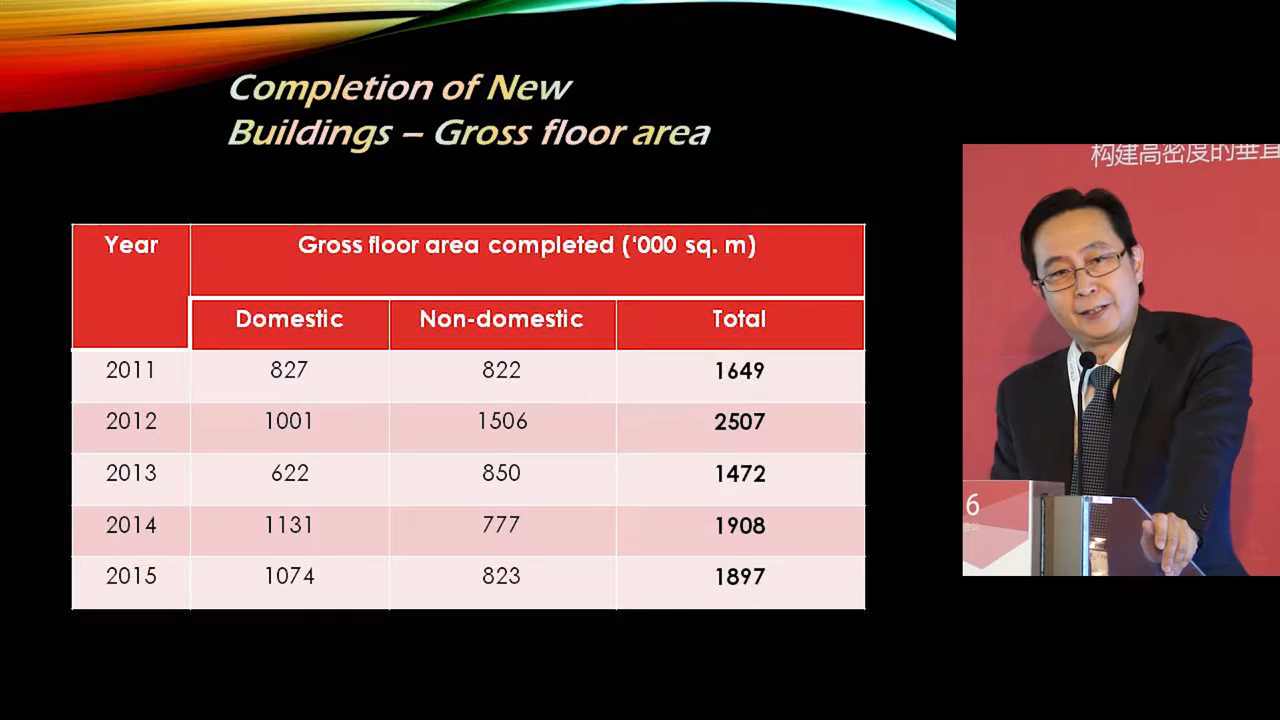 Completion of New
Buildings – Gross floor area
Year Gross floor area completed (‘000 sq. m)
Domestic Non-domestic Total
2011 827 822 1649
2012 1001 1506 2507
2013 622 850 1472
2014 1131 777 1908
2015 1074 823 1897
构建高密度的垂直
6